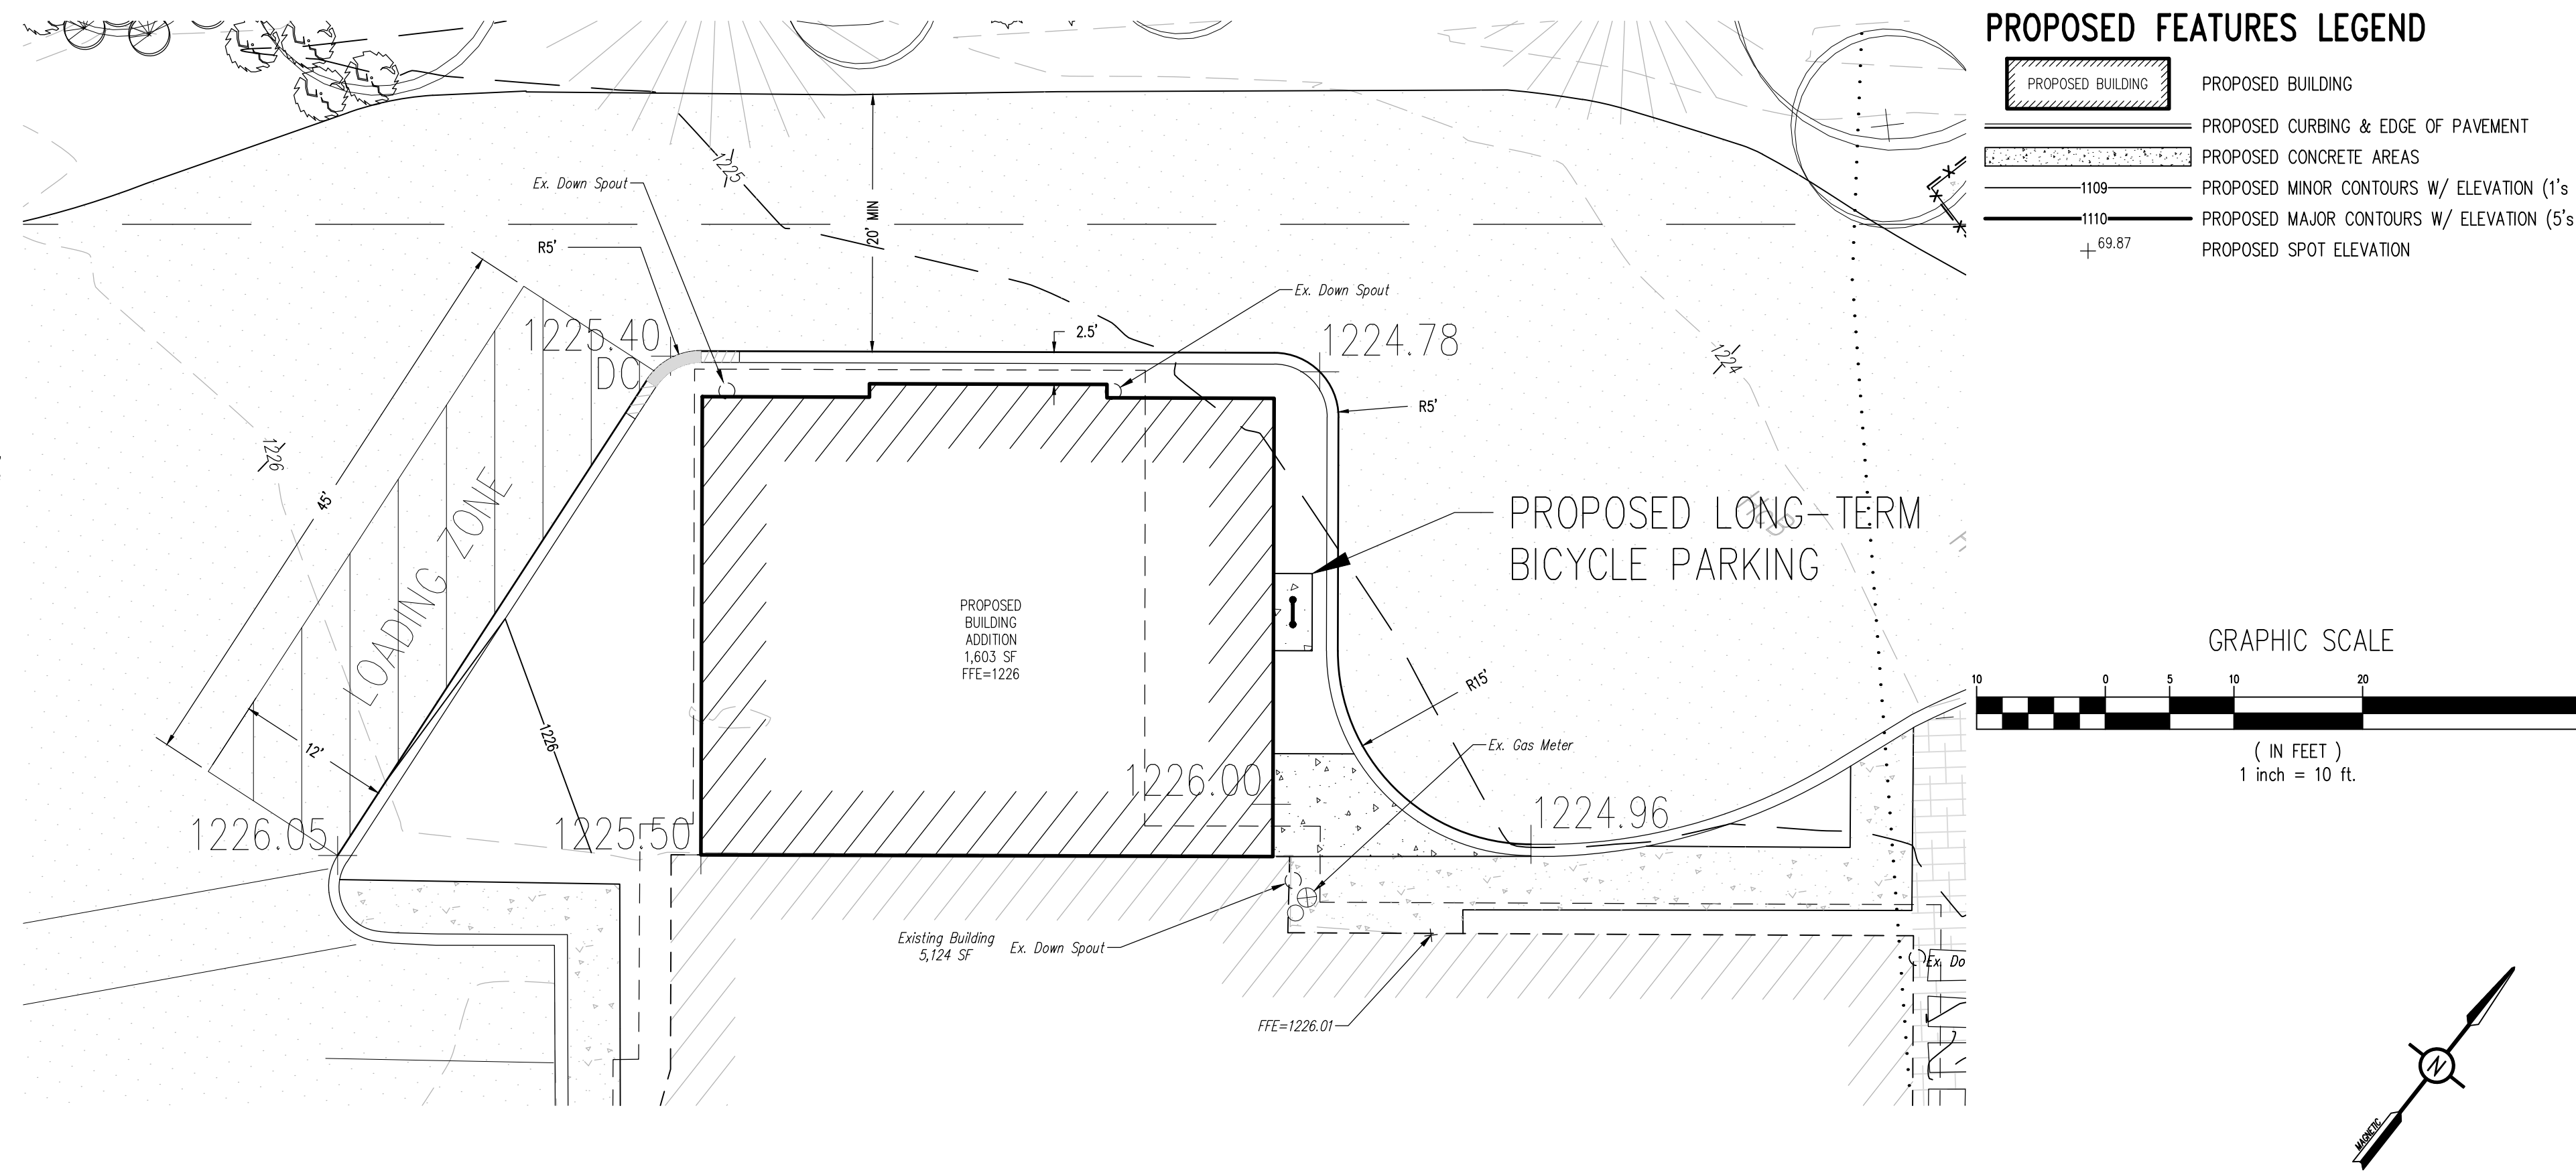 PROPOSED FEATURES LEGEND
PROPOSED BUILDING
PROPOSED BUILDING
PROPOSED CURBING & EDGE OF PAVEMENT
PROPOSED CONCRETE AREAS
1109
PROPOSED MINOR CONTOURS W/ ELEVATION (1's
1110
PROPOSED MAJOR CONTOURS W/ ELEVATION (5's
69.87
PROPOSED SPOT ELEVATION
1225
Ex. Down Spout
20' MIN
R5'
Ex. Down Spout
1225.40
DC
2.5'
1224.78
1224
R5'
1226
45'
LOADING ZONE
PROPOSED LONG-TERM
BICYCLE PARKING
PROPOSED
BUILDING
ADDITION
1,603 SF
FFE=1226
R15'
12'
1226
Ex. Gas Meter
1226.00
1226.05
1225.50
1224.96
Existing Building
5,124 SF
Ex. Down Spout
Ex. Do
FFE=1226.01
GRAPHIC SCALE
10
0
5
10
20
( IN FEET )
1 inch = 10 ft.
N
MAGNETIC